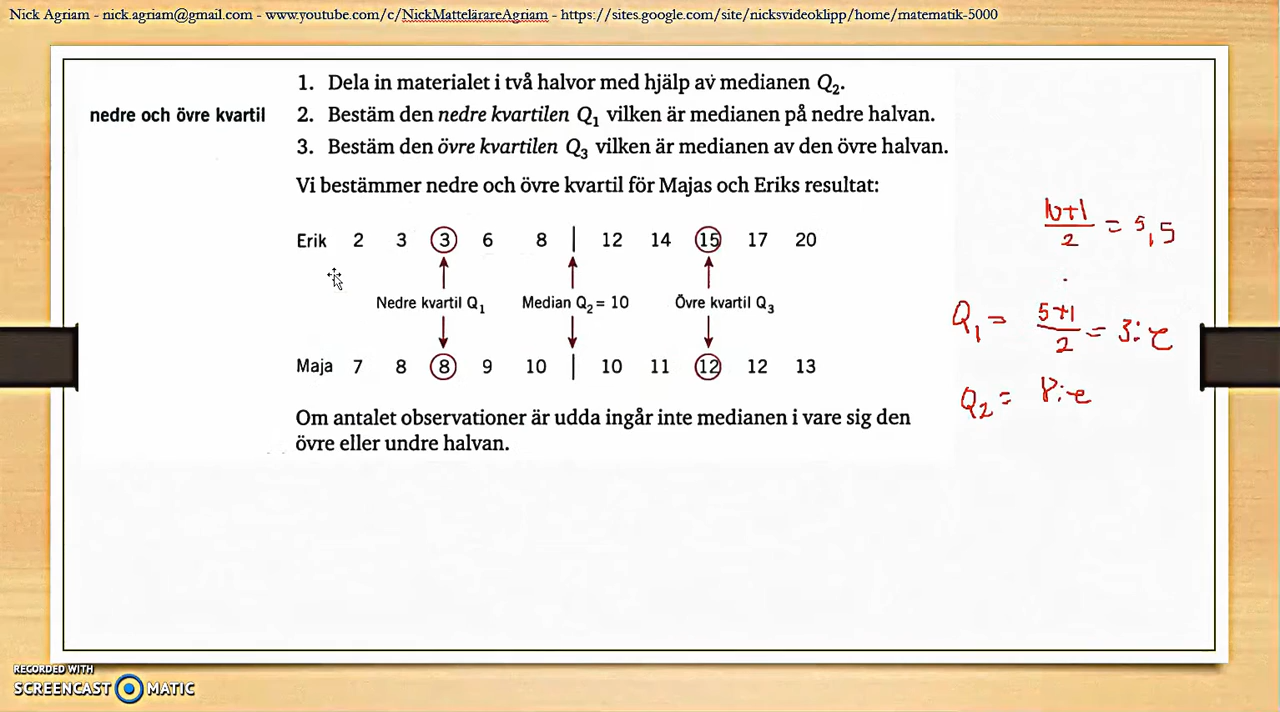 Nick Agriam - nick.agriam@gmail.com - www.youtube.com/c/NickMattelärareAgriam - https://sites.google.com/site/nicksvideoklipp/home/matematik-5000
1. Dela in materialet i två halvor med hjälp av medianen Q2.
nedre och övre kvartil
2. Bestäm den nedre kvartilen Q1 vilken är medianen på nedre halvan.
3. Bestäm den övre kvartilen Q3 vilken är medianen av den övre halvan.
Vi bestämmer nedre och övre kvartil för Majas och Eriks resultat:
Erik 2 3 3 6 8 | 12 14 15 17 20
Nedre kvartil Q1 Median Q2 = 10 Övre kvartil Q3
Maja 7 8 8 9 10 | 10 11 12 12 13
Om antalet observationer är udda ingår inte medianen i vare sig den
övre eller undre halvan.
10+1
2
= 5,5
Q1 =
5+1
2
= 3:e
Q2 = 8:e
RECORDED WITH
SCREENCAST MATIC